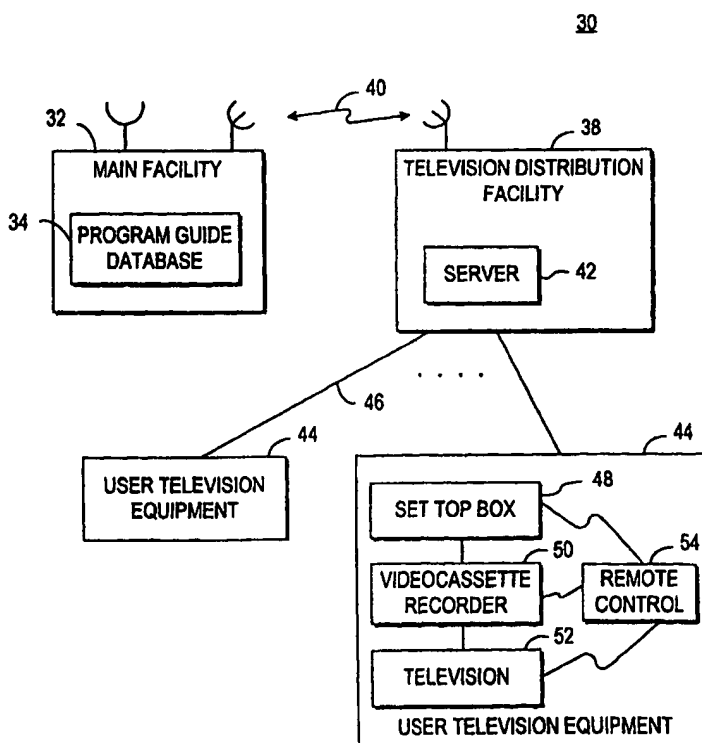 30
40
32
38
MAIN FACILITY
TELEVISION DISTRIBUTION
FACILITY
34
PROGRAM GUIDE
DATABASE
SERVER
42
46
. . . .
44
44
USER TELEVISION
EQUIPMENT
48
SET TOP BOX
50
54
VIDEOCASSETTE
RECORDER
REMOTE
CONTROL
52
TELEVISION
USER TELEVISION EQUIPMENT